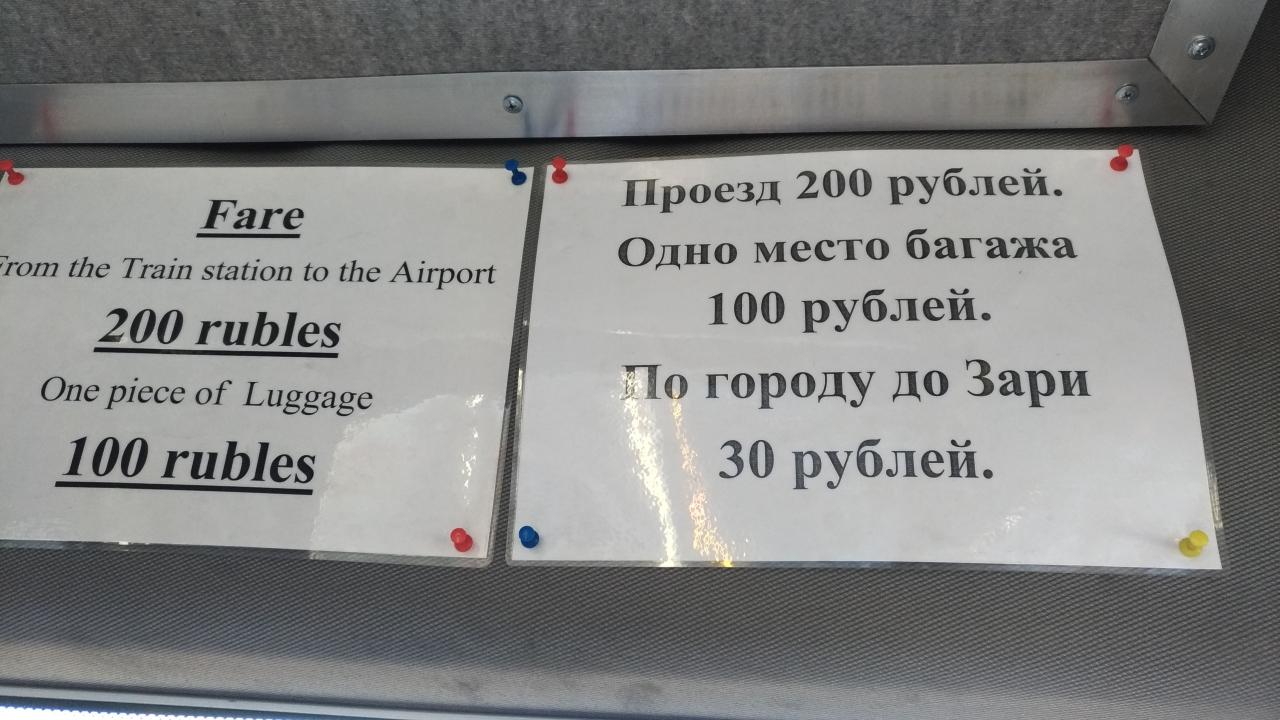 Fare
From the Train station to the Airport
200 rubles
One piece of Luggage
100 rubles
Проезд 200 рублей.
Одно место багажа
100 рублей.
По городу до Зари
30 рублей.